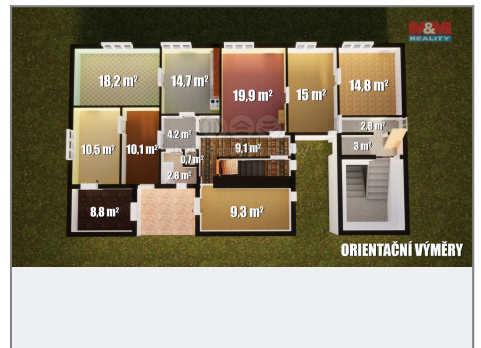 M&M
REALITY
18,2 m²
14,7 m²
19,9 m²
15 m²
14,8 m²
2,8 m²
3 m²
4,2 m²
10,5 m²
10,1 m²
0,7 m²
9,1 m²
2,8 m²
8,8 m²
9,3 m²
ORIENTAČNÍ VÝMĚRY